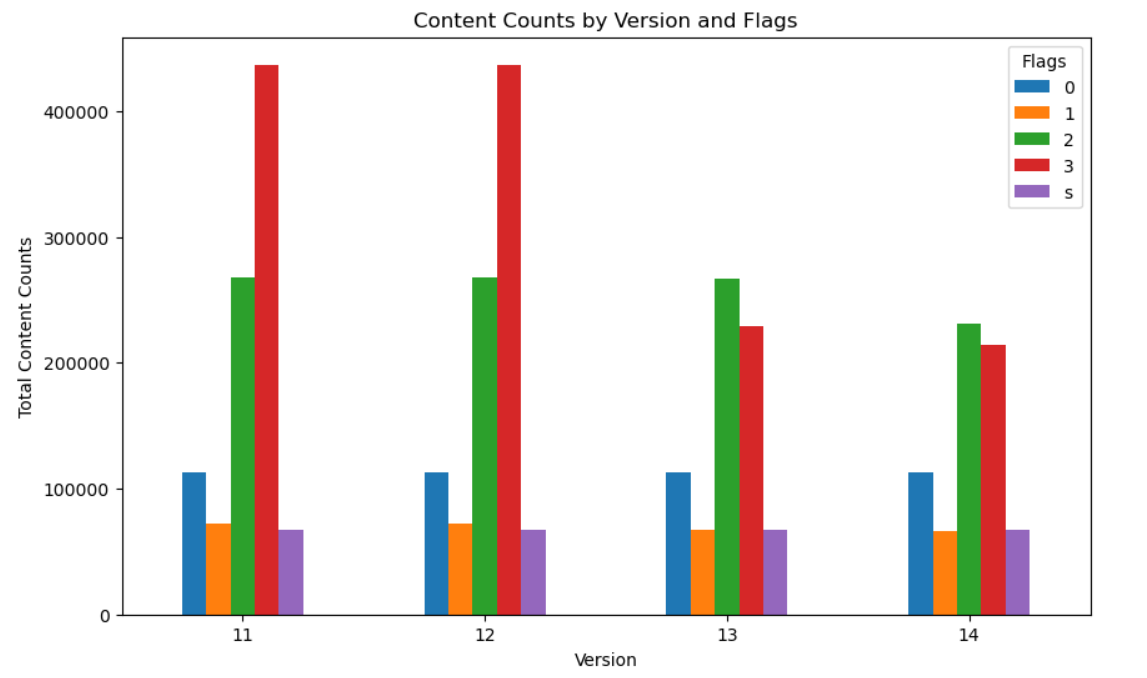 Content Counts by Version and Flags
Total Content Counts
400000
300000
200000
100000
0
11
12
13
14
Version
Flags
0
1
2
3
s